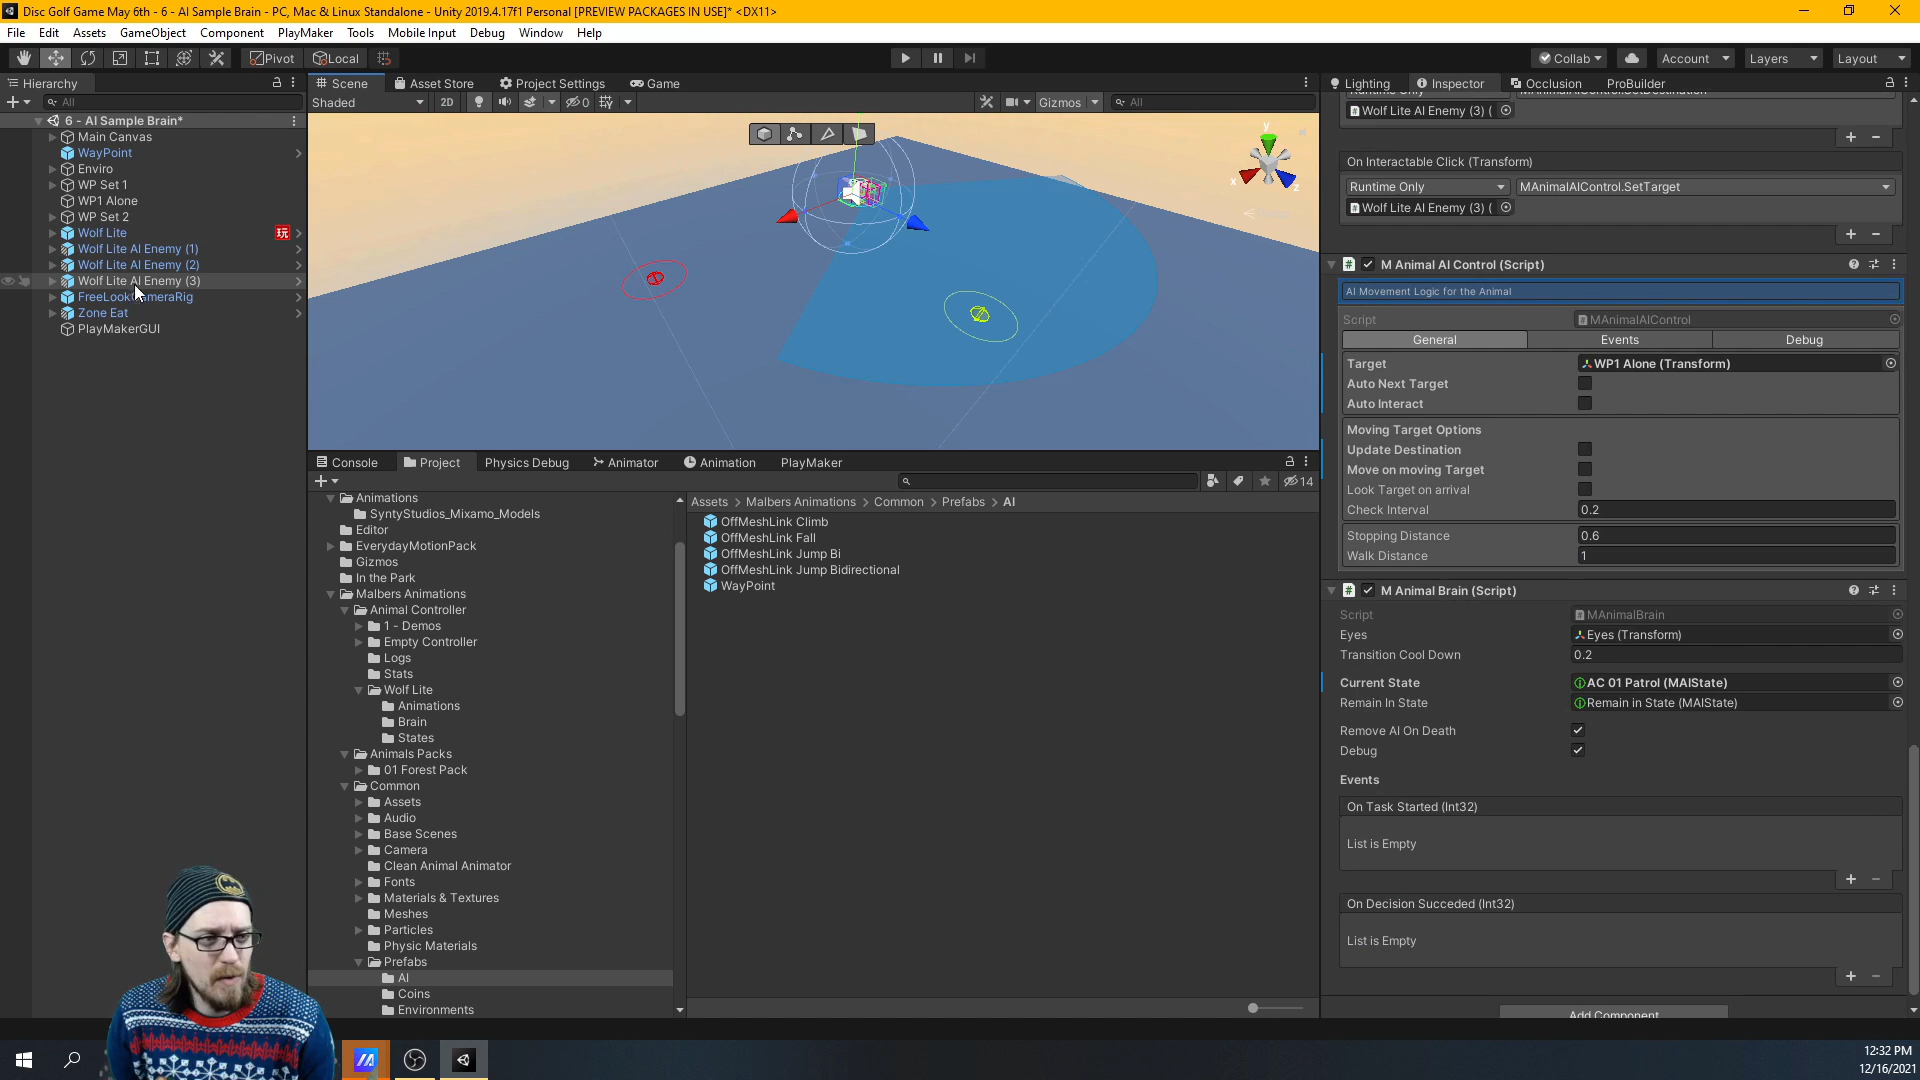 Disc Golf Game May 6th - 6 - AI Sample Brain - PC, Mac & Linux Standalone - Unity 2019.4.17f1 Personal [PREVIEW PACKAGES IN USE]* <DX11>
File Edit Assets GameObject Component PlayMaker Tools Mobile Input Window Debug Help
Pivot Local Collab Account Layers Layout
Hierarchy
All
6 - AI Sample Brain*
Main Canvas
WayPoint
Enviro
WP Set 1
WP1 Alone
WP Set 2
Wolf Lite 玩
Wolf Lite AI Enemy (1)
Wolf Lite AI Enemy (2)
Wolf Lite AI Enemy (3)
FreeLookCameraRig
Zone Eat
PlayMakerGUI
Scene Asset Store Project Settings Game
Shaded 2D 0 Gizmos All
y
x z
Console Project Physics Debug Animator Animation PlayMaker
14
Animations
SyntyStudios_Mixamo_Models
Editor
EverydayMotionPack
Gizmos
In the Park
Malbers Animations
Animal Controller
1 - Demos
Empty Controller
Logs
Stats
Wolf Lite
Animations
Brain
States
Animals Packs
01 Forest Pack
Common
Assets
Audio
Base Scenes
Camera
Clean Animal Animator
Fonts
Materials & Textures
Meshes
Particles
Physic Materials
Prefabs
AI
Coins
Environments
Assets > Malbers Animations > Common > Prefabs > AI
OffMeshLink Climb
OffMeshLink Fall
OffMeshLink Jump Bi
OffMeshLink Jump Bidirectional
WayPoint
Lighting Inspector Occlusion ProBuilder
Runtime Only MAnimalAIControl.SetDestination
Wolf Lite AI Enemy (3) (
On Interactable Click (Transform)
Runtime Only MAnimalAIControl.SetTarget
Wolf Lite AI Enemy (3) (
M Animal AI Control (Script)
AI Movement Logic for the Animal
Script MAnimalAIControl
General Events Debug
Target WP1 Alone (Transform)
Auto Next Target
Auto Interact
Moving Target Options
Update Destination
Move on moving Target
Look Target on arrival
Check Interval 0.2
Stopping Distance 0.6
Walk Distance 1
M Animal Brain (Script)
Script MAnimalBrain
Eyes Eyes (Transform)
Transition Cool Down 0.2
Current State AC 01 Patrol (MAIState)
Remain In State Remain in State (MAIState)
Remove AI On Death
Debug
Events
On Task Started (Int32)
List is Empty
On Decision Succeded (Int32)
List is Empty
Add Component
12:32 PM
12/16/2021